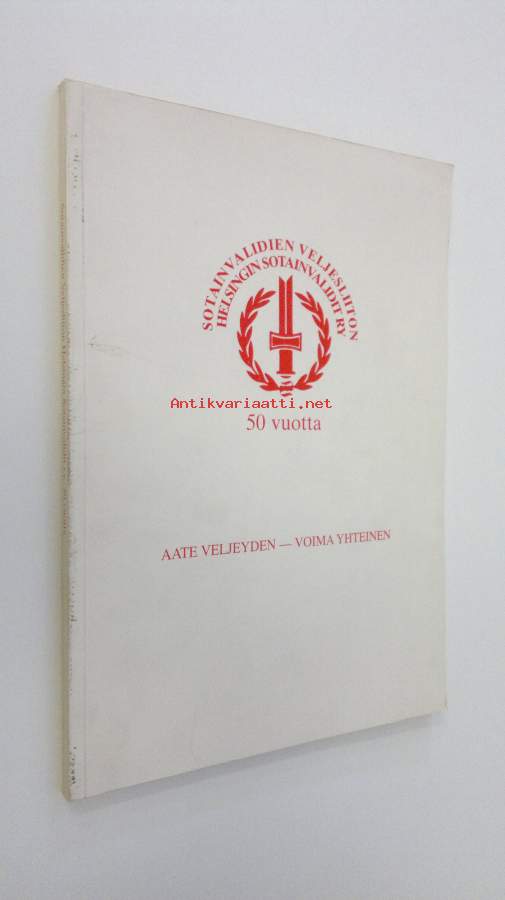 SOTAINVALIDIEN VELJESLIITON
HELSINGIN SOTAINVALIDIT RY
Antikvariaatti.net
50 vuotta
AATE VELJEYDEN — VOIMA YHTEINEN